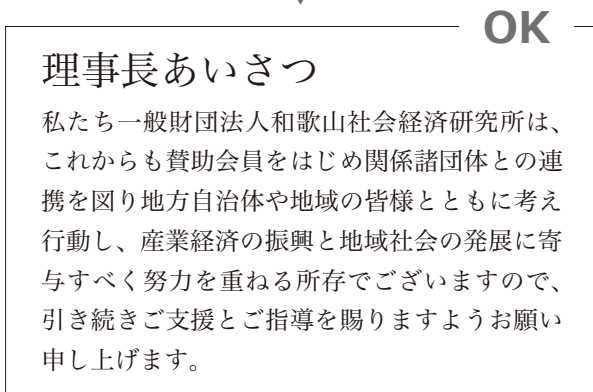 OK
理事長あいさつ
私たち一般財団法人和歌山社会経済研究所は、
これからも賛助会員をはじめ関係諸団体との連
携を図り地方自治体や地域の皆様とともに考え
行動し、産業経済の振興と地域社会の発展に寄
与すべく努力を重ねる所存でございますので、
引き続きご支援とご指導を賜りますようお願い
申し上げます。